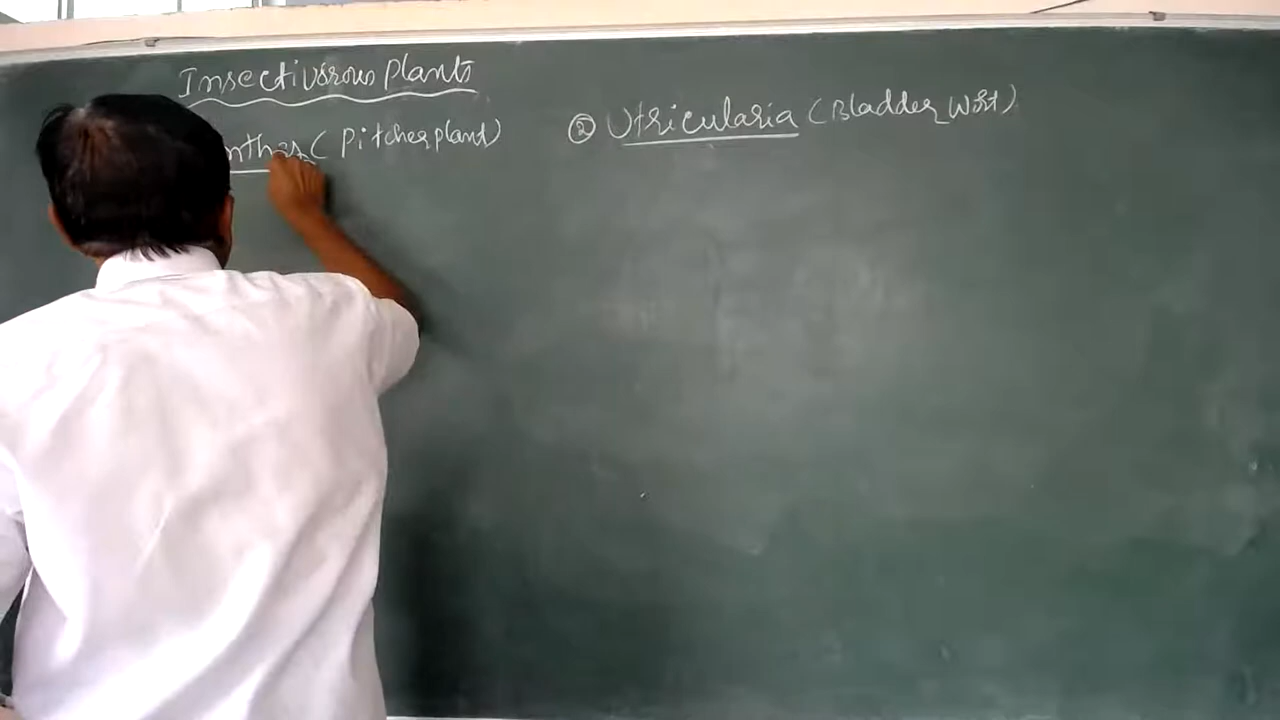 Insectivorous plants
nthes (Pitcher plant)
② Utricularia (Bladder wort)